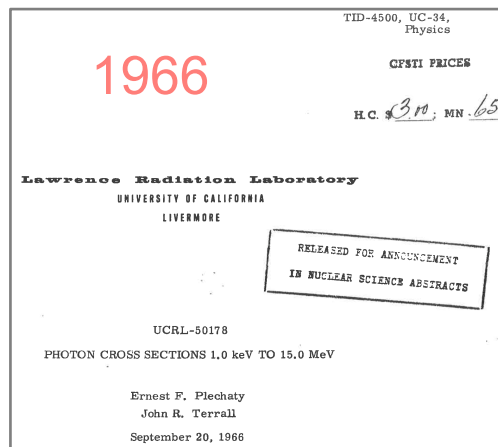 TID-4500, UC-34,
Physics
1966
CFSTI PRICES
H.C. $3.00; MN .65
Lawrence Radiation Laboratory
UNIVERSITY OF CALIFORNIA
LIVERMORE
RELEASED FOR ANNOUNCEMENT
IN NUCLEAR SCIENCE ABSTRACTS
UCRL-50178
PHOTON CROSS SECTIONS 1.0 keV TO 15.0 MeV
Ernest F. Plechaty
John R. Terrall
September 20, 1966